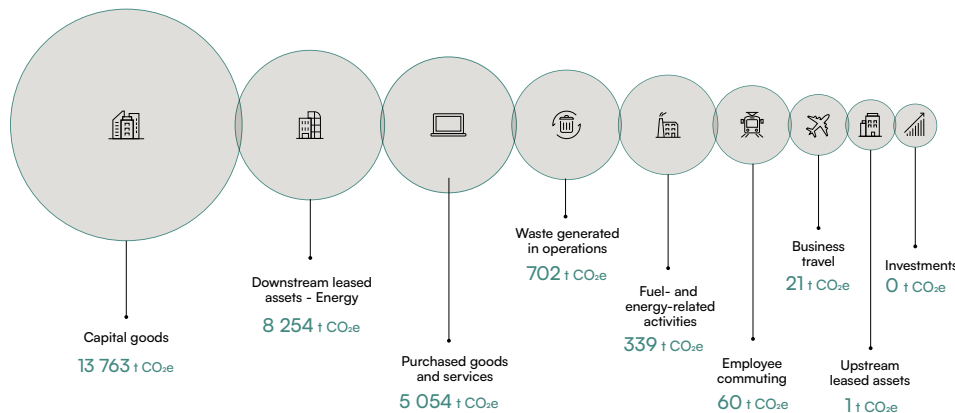 Capital goods
13 763 t CO₂e
Downstream leased
assets - Energy
8 254 t CO₂e
Purchased goods
and services
5 054 t CO₂e
Waste generated
in operations
702 t CO₂e
Fuel- and
energy-related
activities
339 t CO₂e
Employee
commuting
60 t CO₂e
Business
travel
21 t CO₂e
Upstream
leased assets
1 t CO₂e
Investments
0 t CO₂e